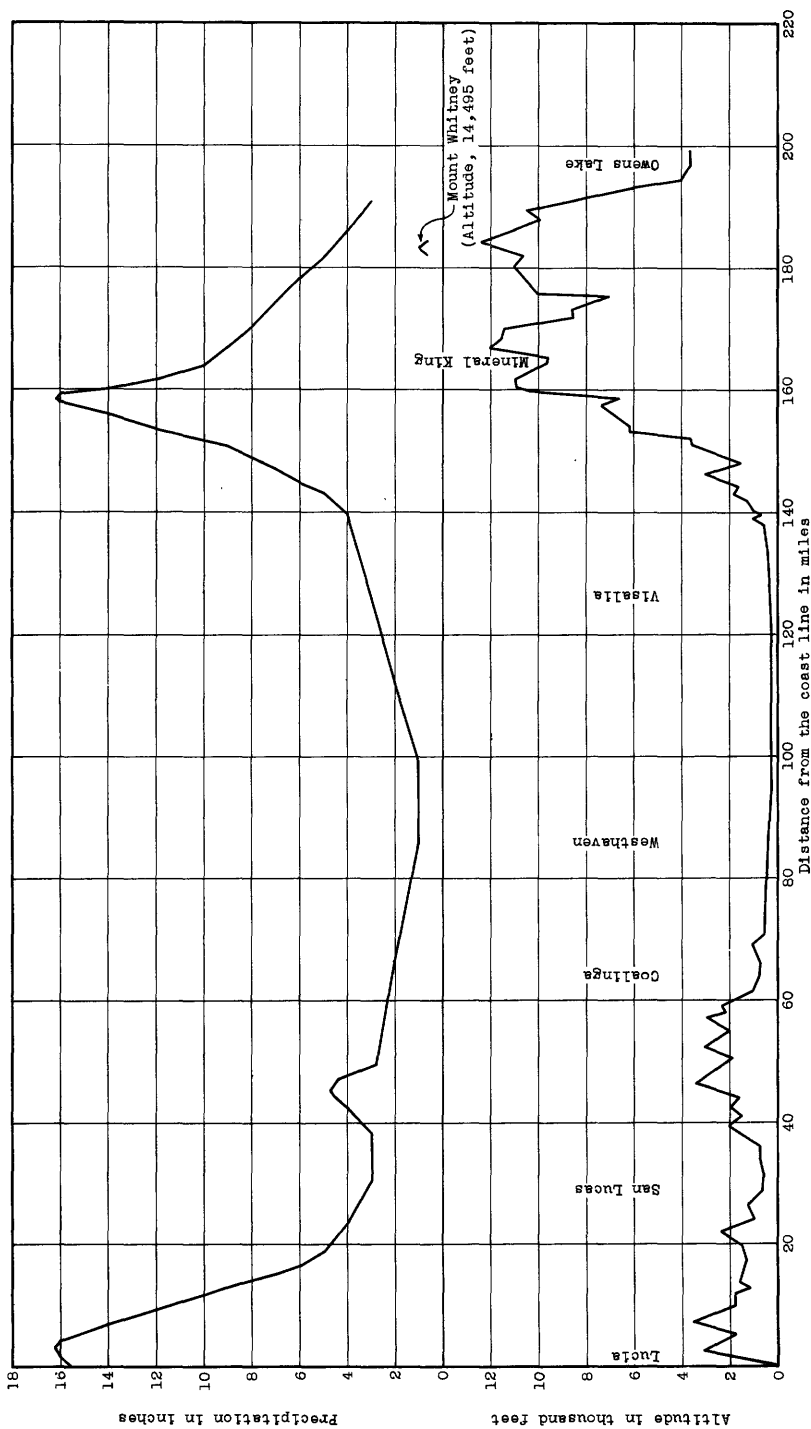 18
16
14
12
10
8
6
4
2
0
Precipitation in inches
Mount Whitney
(Altitude, 14,495 feet)
12
10
8
6
4
2
0
Altitude in thousand feet
Lucia
San Lucas
Coalinga
Westhaven
Visalia
Mineral King
Owens Lake
20
40
60
80
100
120
140
160
180
200
220
Distance from the coast line in miles